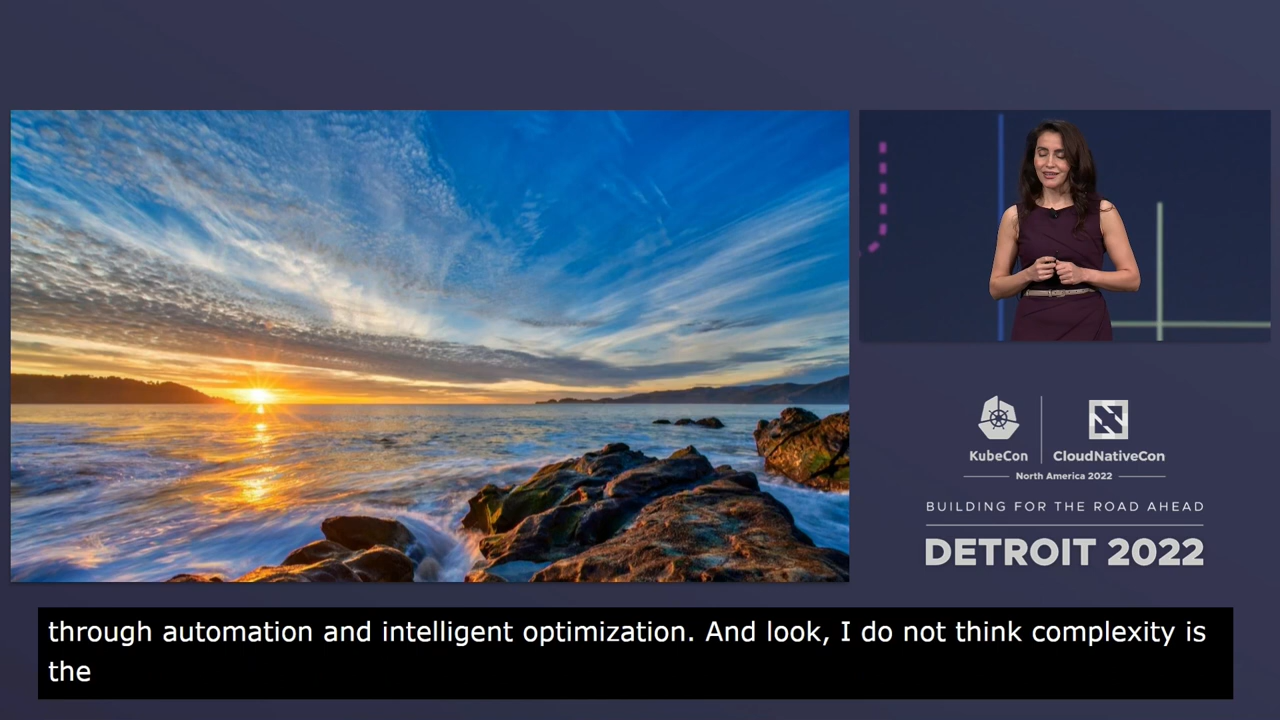 KubeCon
CloudNativeCon
North America 2022
BUILDING FOR THE ROAD AHEAD
DETROIT 2022
through automation and intelligent optimization. And look, I do not think complexity is
the